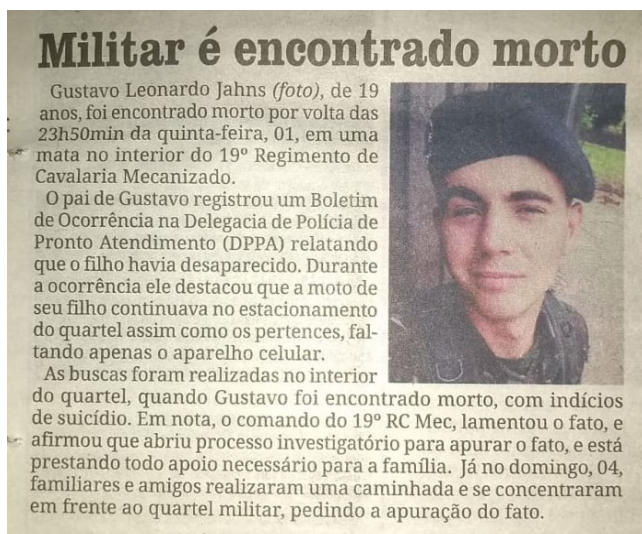 Militar é encontrado morto
Gustavo Leonardo Jahns (foto), de 19
anos, foi encontrado morto por volta das
23h50min da quinta-feira, 01, em uma
mata no interior do 19º Regimento de
Cavalaria Mecanizado.
O pai de Gustavo registrou um Boletim
de Ocorrência na Delegacia de Polícia de
Pronto Atendimento (DPPA) relatando
que o filho havia desaparecido. Durante
a ocorrência ele destacou que a moto de
seu filho continuava no estacionamento
do quartel assim como os pertences, fal-
tando apenas o aparelho celular.
As buscas foram realizadas no interior
do quartel, quando Gustavo foi encontrado morto, com indícios
de suicídio. Em nota, o comando do 19º RC Mec, lamentou o fato, e
afirmou que abriu processo investigatório para apurar o fato, e está
prestando todo apoio necessário para a família. Já no domingo, 04,
familiares e amigos realizaram uma caminhada e se concentraram
em frente ao quartel militar, pedindo a apuração do fato.